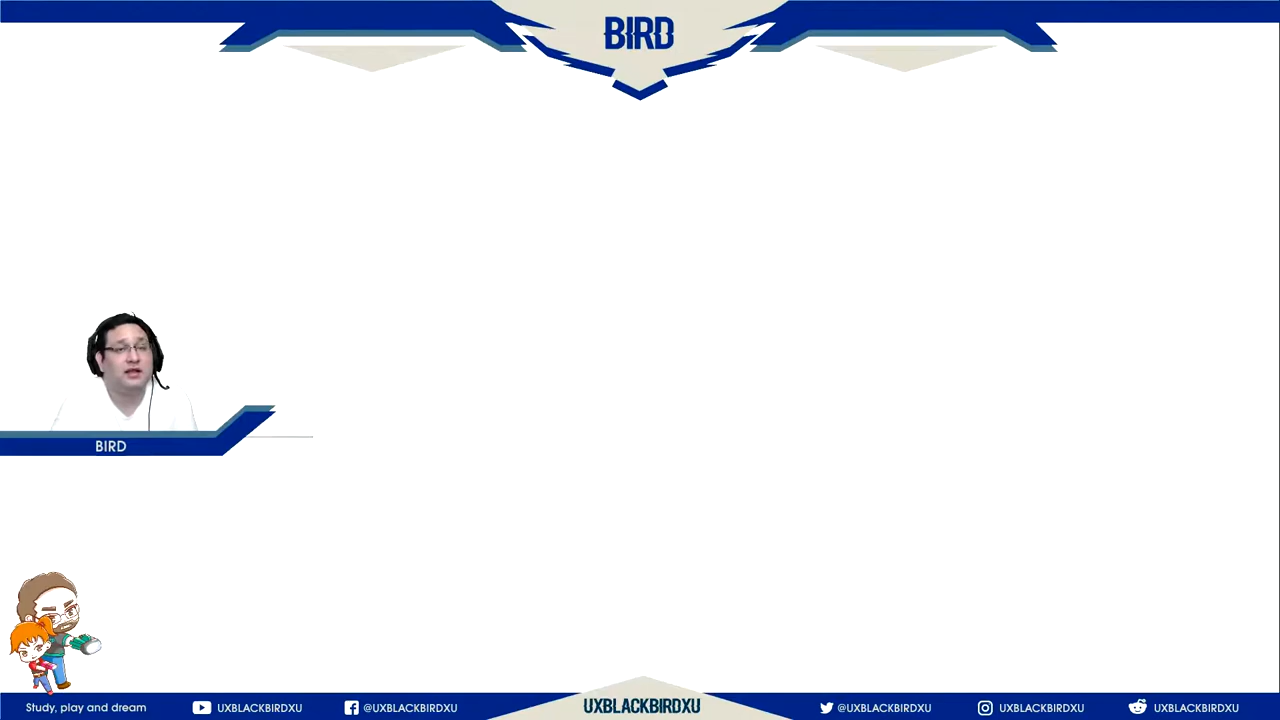 BIRD
BIRD
Study, play and dream
UXBLACKBIRDXU
@UXBLACKBIRDXU
UXBLACKBIRDXU
@UXBLACKBIRDXU
UXBLACKBIRDXU
UXBLACKBIRDXU